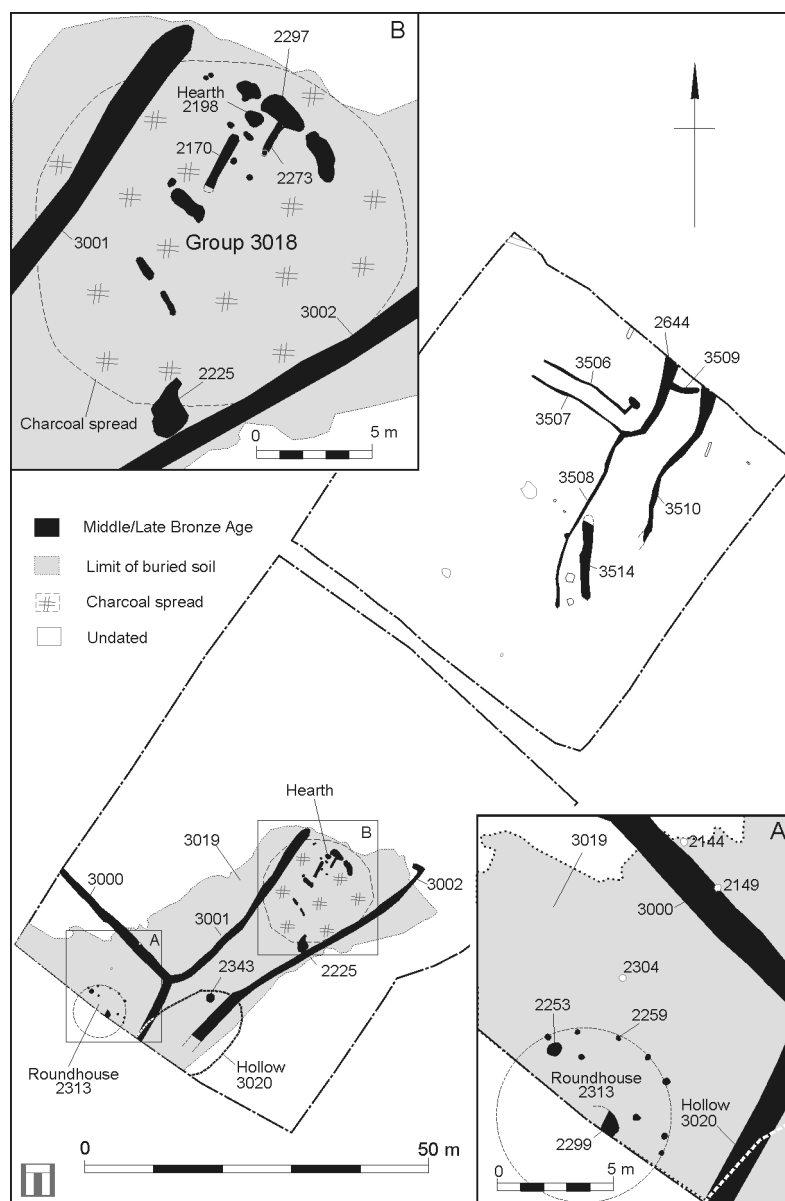 B
2297
Hearth
2198
2170
2273
3001
Group 3018
3002
2225
Charcoal spread
0 5 m
2644
3509
3506
3507
3508
3510
3514
Middle/Late Bronze Age
Limit of buried soil
Charcoal spread
Undated
Hearth
B
3019
3000
3002
3001
A
2343
2225
Roundhouse
2313
Hollow
3020
0 50 m
A
3019
2144
2149
3000
2304
2253
2259
Roundhouse
2313
Hollow
3020
2299
0 5 m